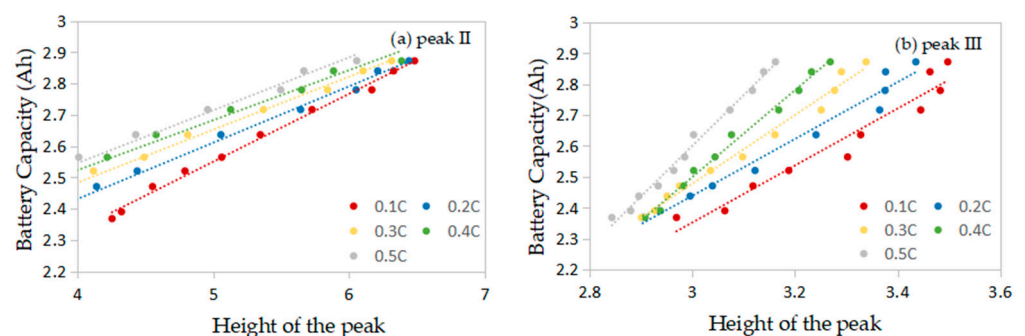 (a) peak II
Battery Capacity (Ah)
3
2.9
2.8
2.7
2.6
2.5
2.4
2.3
2.2
4
5
6
7
0.1C
0.2C
0.3C
0.4C
0.5C
Height of the peak
(b) peak III
Battery Capacity(Ah)
3
2.9
2.8
2.7
2.6
2.5
2.4
2.3
2.2
2.8
3
3.2
3.4
3.6
0.1C
0.2C
0.3C
0.4C
0.5C
Height of the peak